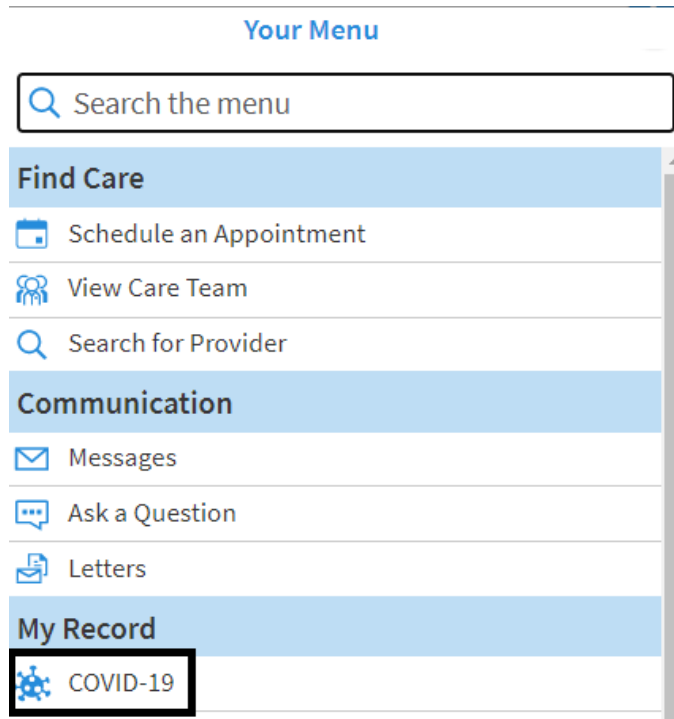 Your Menu
Search the menu
Find Care
Schedule an Appointment
View Care Team
Search for Provider
Communication
Messages
Ask a Question
Letters
My Record
COVID-19